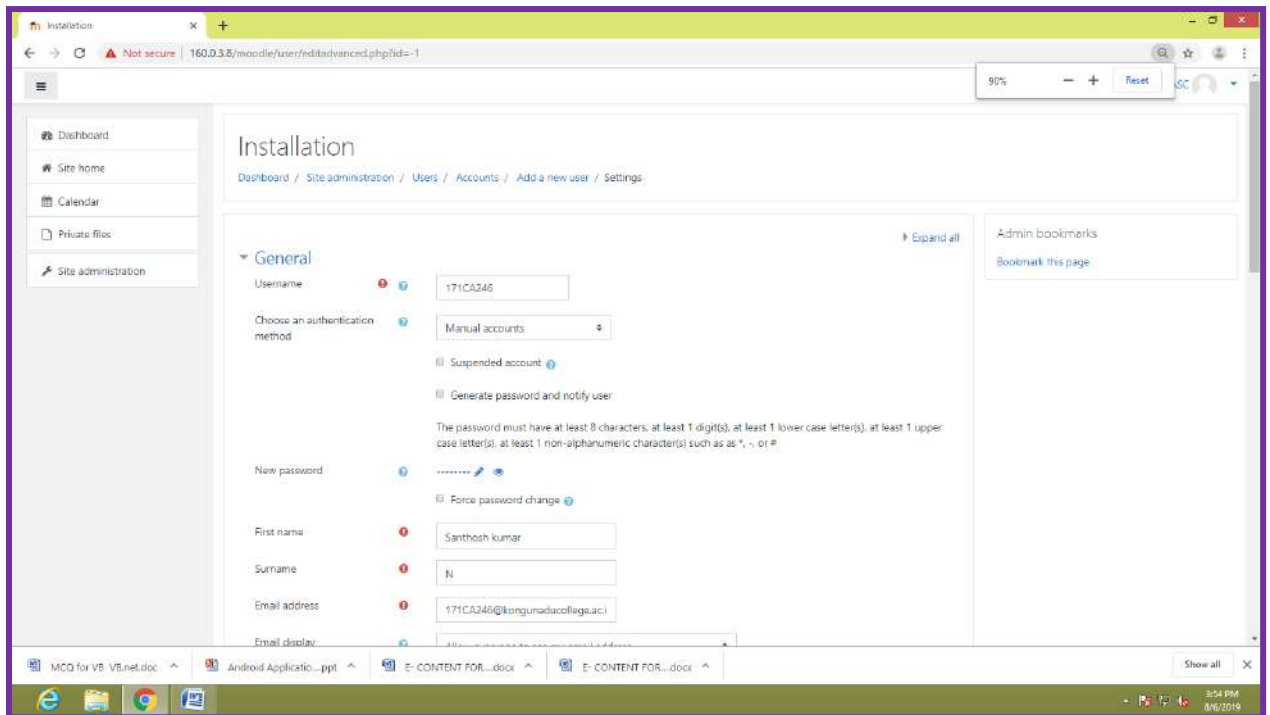 Installation
Not secure | 160.0.3.8/moodle/user/editadvanced.php?id=-1
90% Reset
Dashboard
Site home
Calendar
Private files
Site administration
Installation
Dashboard / Site administration / Users / Accounts / Add a new user / Settings
Expand all
General
Username 171CA246
Choose an authentication
method
Manual accounts
Suspended account
Generate password and notify user
The password must have at least 8 characters, at least 1 digit(s), at least 1 lower case letter(s), at least 1 upper
case letter(s), at least 1 non-alphanumeric character(s) such as as *, -, or #
New password ••••••••
Force password change
First name Santhosh kumar
Surname N
Email address 171CA246@kongunaducollege.ac.i
Email display
Admin bookmarks
Bookmark this page
MCQ for VB VB.net.doc
Android Applicatio....ppt
E- CONTENT FOR....docx
E- CONTENT FOR....docx
Show all
3:54 PM
8/6/2019